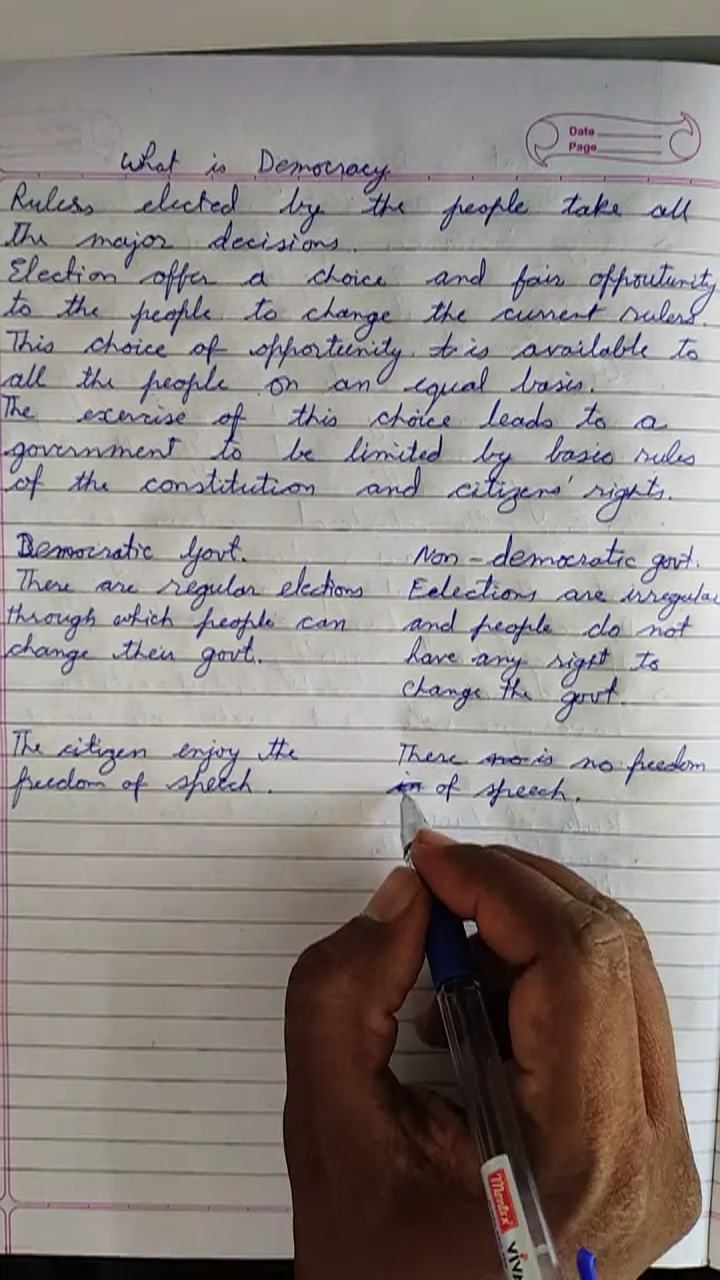 Date
Page
What is Democracy
Rulers elected by the people take all
the major decisions.
Election offer a choice and fair opportunity
to the people to change the current rulers.
This choice of opportunity is available to
all the people on an equal basis.
The exercise of this choice leads to a
government to be limited by basic rules
of the constitution and citizens' rights.
Democratic Govt.
There are regular elections
through which people can
change their govt.
Non-democratic govt.
Eelections are irregular
and people do not
have any right to
change the govt.
The citizen enjoy the
freedom of speech.
There is no freedom
of speech.
Montex
VIVA